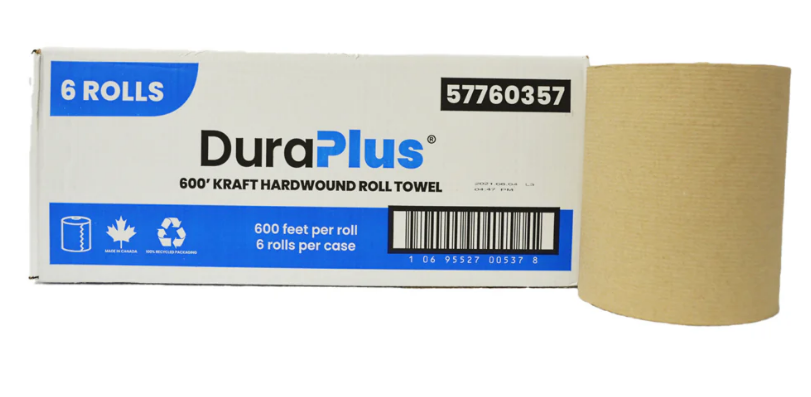 6 ROLLS
57760357
DuraPlus®
600' KRAFT HARDWOUND ROLL TOWEL
600 feet per roll
6 rolls per case
MADE IN CANADA
100% RECYCLED PACKAGING
1 06 95527 00537 8